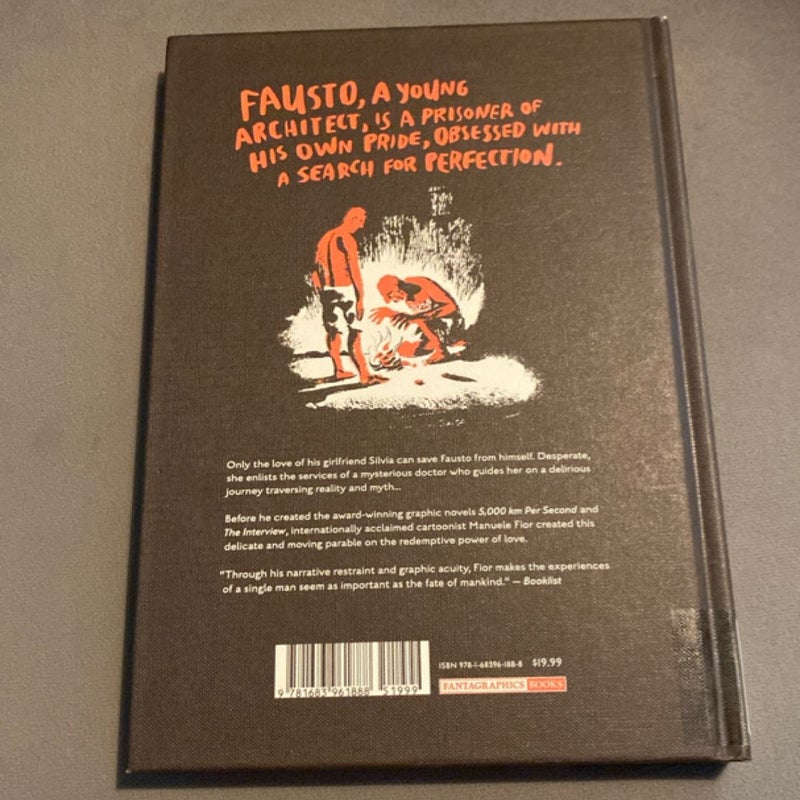 FAUSTO, A YOUNG
ARCHITECT, IS A PRISONER OF
HIS OWN PRIDE, OBSESSED WITH
A SEARCH FOR PERFECTION.
Only the love of his girlfriend Silvia can save Fausto from himself. Desperate,
she enlists the services of a mysterious doctor who guides her on a delirious
journey traversing reality and myth...
Before he created the award-winning graphic novels 5,000 km Per Second and
The Interview, internationally acclaimed cartoonist Manuele Fior created this
delicate and moving parable on the redemptive power of love.
"Through his narrative restraint and graphic acuity, Fior makes the experiences
of a single man seem as important as the fate of mankind." — Booklist
ISBN 978-1-68396-188-8 $19.99
9 781683 961888 51999
FANTAGRAPHICS BOOKS